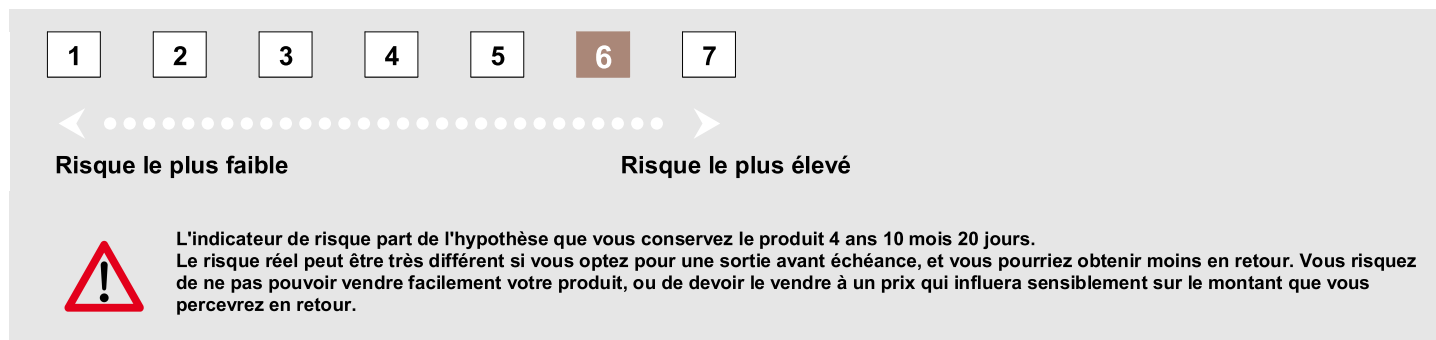 1 2 3 4 5 6 7
Risque le plus faible Risque le plus élevé
L'indicateur de risque part de l'hypothèse que vous conservez le produit 4 ans 10 mois 20 jours.
Le risque réel peut être très différent si vous optez pour une sortie avant échéance, et vous pourriez obtenir moins en retour. Vous risquez
de ne pas pouvoir vendre facilement votre produit, ou de devoir le vendre à un prix qui influera sensiblement sur le montant que vous
percevrez en retour.